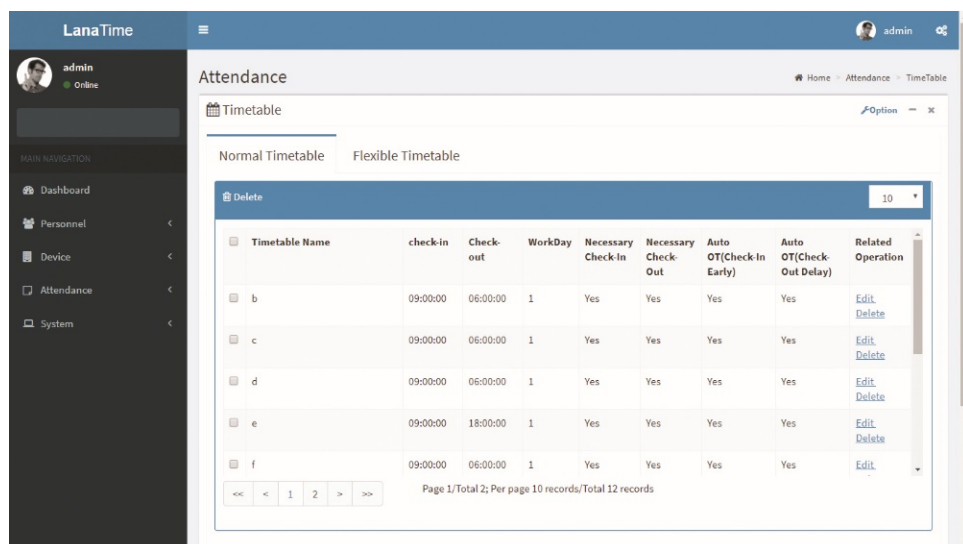 LanaTime
admin
admin
Online
Attendance
Home > Attendance > TimeTable
Timetable
Option
MAIN NAVIGATION
Normal Timetable Flexible Timetable
Dashboard
Personnel
Device
Attendance
System
Delete
10
Timetable Name check-in Check-out WorkDay Necessary Check-In Necessary Check-Out Auto OT(Check-In Early) Auto OT(Check-Out Delay) Related Operation
b 09:00:00 06:00:00 1 Yes Yes Yes Yes Edit Delete
c 09:00:00 06:00:00 1 Yes Yes Yes Yes Edit Delete
d 09:00:00 06:00:00 1 Yes Yes Yes Yes Edit Delete
e 09:00:00 18:00:00 1 Yes Yes Yes Yes Edit Delete
f 09:00:00 06:00:00 1 Yes Yes Yes Yes Edit
<< < 1 2 > >> Page 1/Total 2; Per page 10 records/Total 12 records